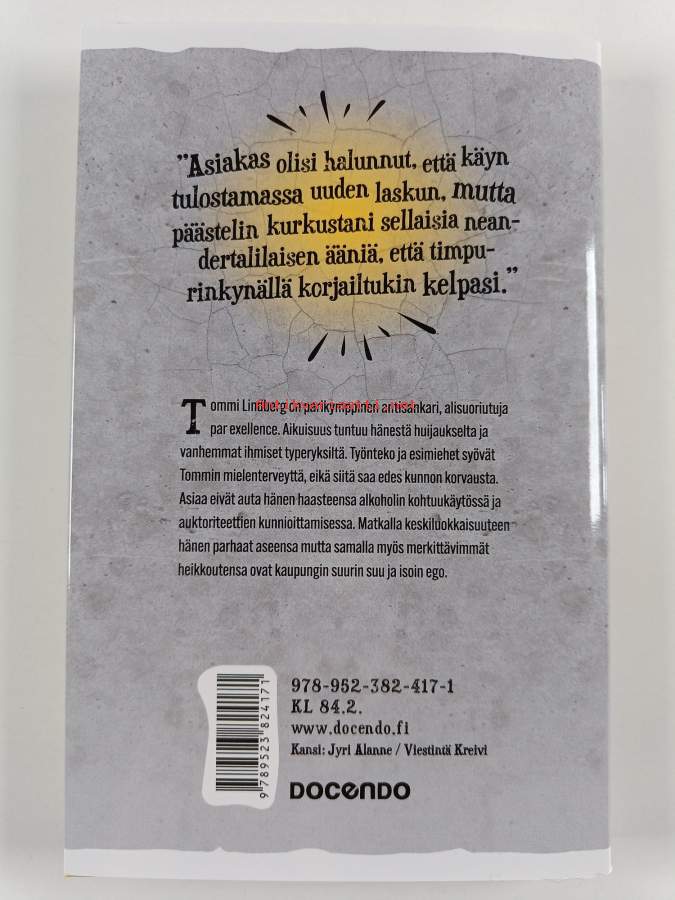 ”Asiakas olisi halunnut, että käyn
tulostamassa uuden laskun, mutta
päästelin kurkustani sellaisia nean-
dertalilaisen ääniä, että timpu-
rinkynällä korjailtukin kelpasi.”
Tommi Lindberg on parikymppinen antisankari, alisuoriutuja
par exellence. Aikuisuus tuntuu hänestä huijaukselta ja
vanhemmat ihmiset typeryksiltä. Työnteko ja esimiehet syövät
Tommin mielenterveyttä, eikä siitä saa edes kunnon korvausta.
Asiaa eivät auta hänen haasteensa alkoholin kohtuukäytössä ja
auktoriteettien kunnioittamisessa. Matkalla keskiluokkaisuuteen
hänen parhaat aseensa mutta samalla myös merkittävimmät
heikkoutensa ovat kaupungin suurin suu ja isoin ego.
978-952-382-417-1
KL 84.2.
www.docendo.fi
Kansi: Jyri Alanne / Viestintä Kreivi
DOCENDO
9 789523 824171